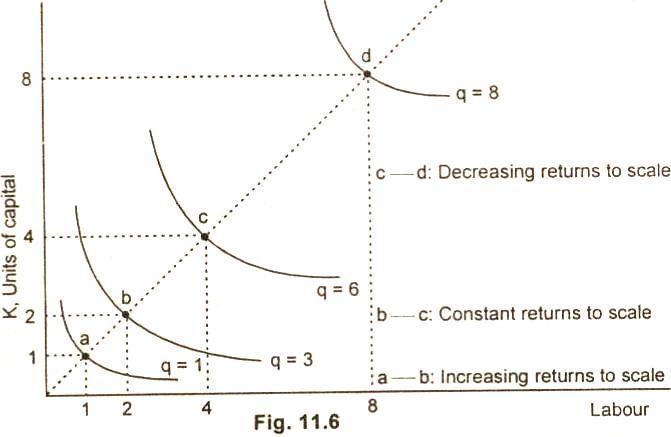 d
8
q = 8
c — d: Decreasing returns to scale
K, Units of capital
c
4
q = 6
b
2
b — c: Constant returns to scale
a
1
q = 1
q = 3
a — b: Increasing returns to scale
1 2 4 8 Labour
Fig. 11.6